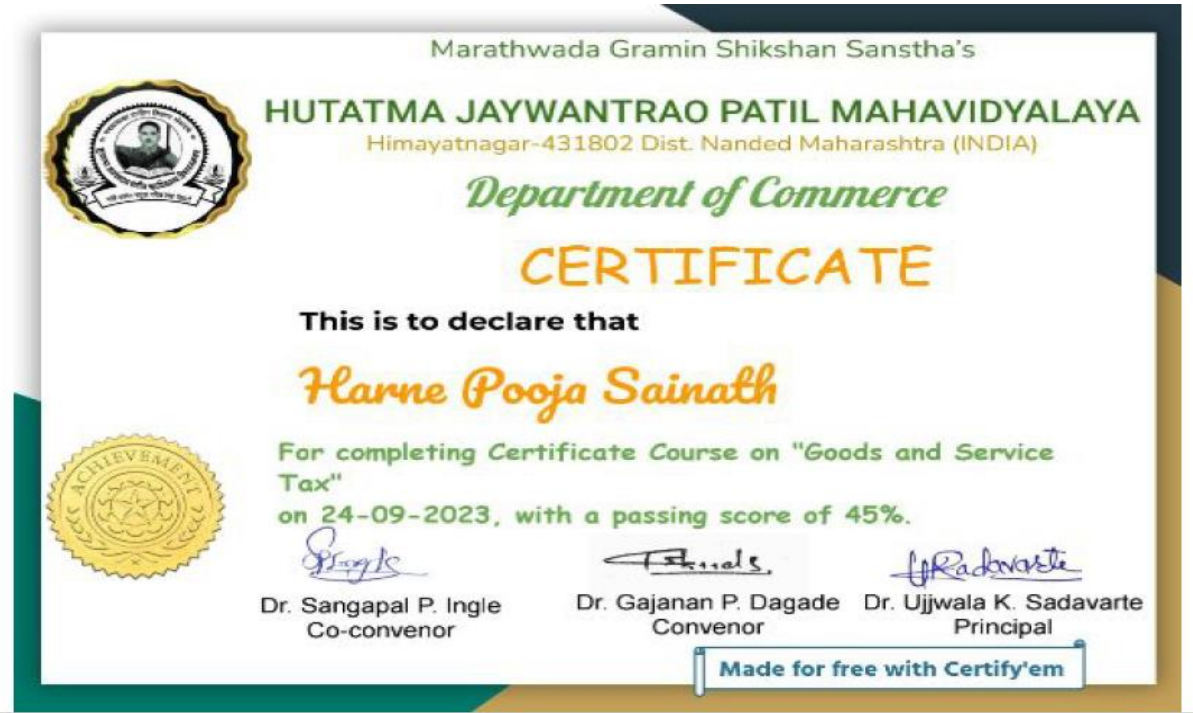 Marathwada Gramin Shikshan Sanstha's
HUTATMA JAYWANTRAO PATIL MAHAVIDYALAYA
Himayatnagar-431802 Dist. Nanded Maharashtra (INDIA)
Department of Commerce
CERTIFICATE
This is to declare that
Harne Pooja Sainath
ACHIEVEMENT
For completing Certificate Course on "Goods and Service
Tax"
on 24-09-2023, with a passing score of 45%.
Dr. Sangapal P. Ingle
Co-convenor
Dr. Gajanan P. Dagade
Convenor
Dr. Ujjwala K. Sadavarte
Principal
Made for free with Certify'em